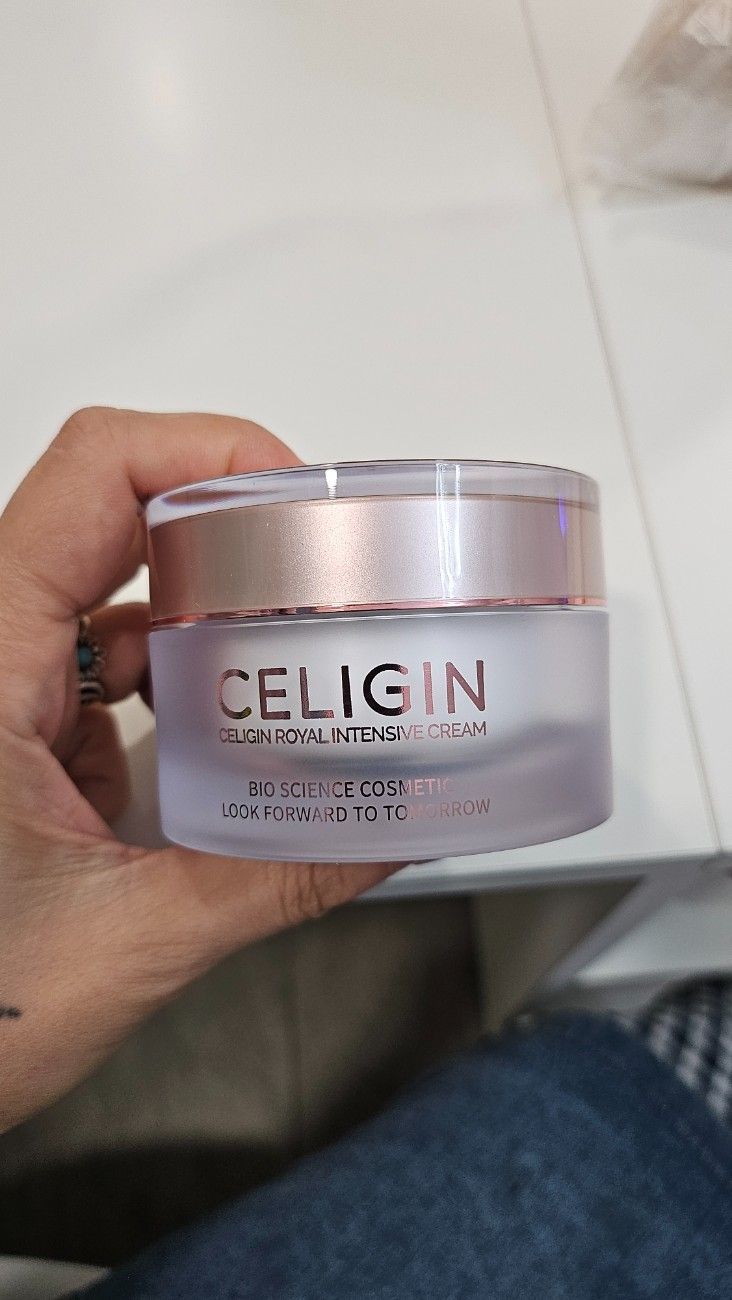 CELIGIN
CELIGIN ROYAL INTENSIVE CREAM
BIO SCIENCE COSMETIC
LOOK FORWARD TO TOMORROW